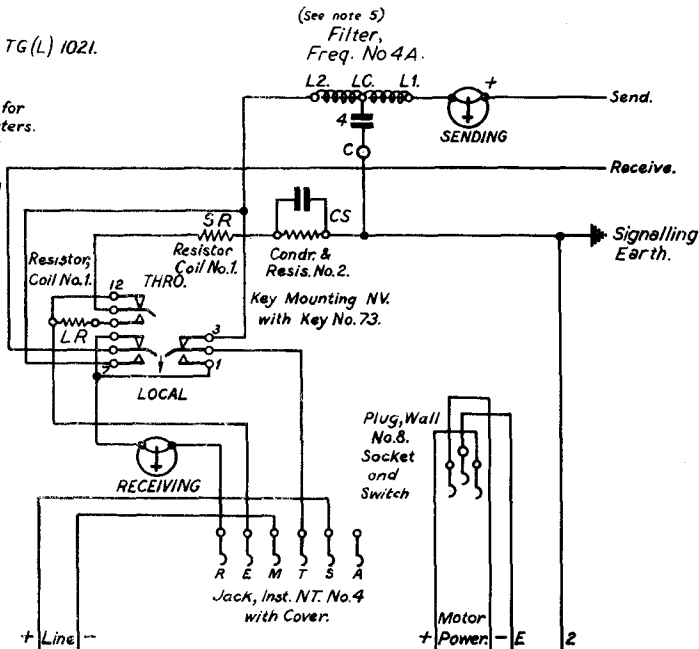 (See note 5)
Filter,
Freq. No 4A.
TG(L) 1021.
L2. LC. L1. +
Send.
for
4
SENDING
C
Receive.
SR
CS
Signalling
Earth.
Resistor
Coil No.1.
Condr. &
Resis. No.2.
Resistor,
Coil No.1.
12
THRO.
Key Mounting NV.
with Key No.73.
LR
3
7
1
LOCAL
Plug, Wall
No.8.
Socket
and
Switch
RECEIVING
R E M T S A
Jack, Inst. NT. No.4
with Cover.
Motor
+ Line - + Power. - E 2